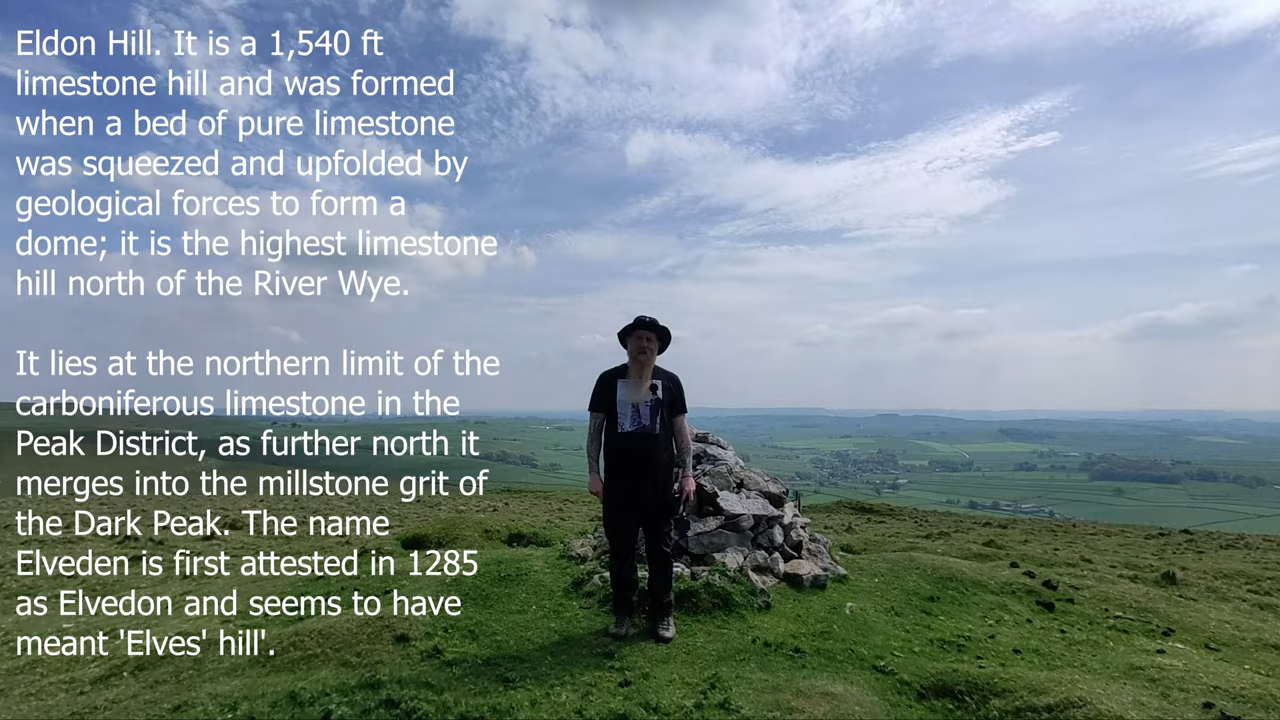 Eldon Hill. It is a 1,540 ft
limestone hill and was formed
when a bed of pure limestone
was squeezed and upfolded by
geological forces to form a
dome; it is the highest limestone
hill north of the River Wye.
It lies at the northern limit of the
carboniferous limestone in the
Peak District, as further north it
merges into the millstone grit of
the Dark Peak. The name
Elveden is first attested in 1285
as Elvedon and seems to have
meant 'Elves' hill'.